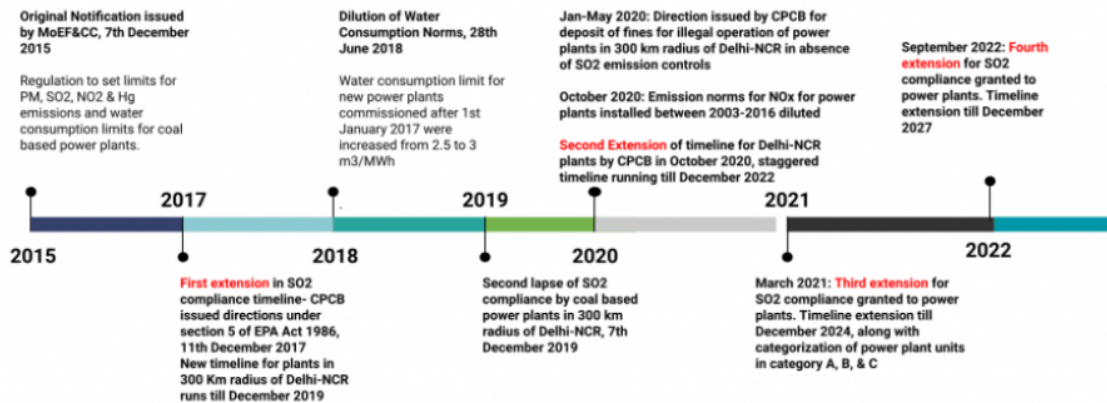 Original Notification issued
by MoEF&CC, 7th December
2015
Regulation to set limits for
PM, SO2, NO2 & Hg
emissions and water
consumption limits for coal
based power plants.
Dilution of Water
Consumption Norms, 28th
June 2018
Water consumption limit for
new power plants
commissioned after 1st
January 2017 were
increased from 2.5 to 3
m3/MWh
Jan-May 2020: Direction issued by CPCB for
deposit of fines for illegal operation of power
plants in 300 km radius of Delhi-NCR in absence
of SO2 emission controls
October 2020: Emission norms for NOx for power
plants installed between 2003-2016 diluted
Second Extension of timeline for Delhi-NCR
plants by CPCB in October 2020, staggered
timeline running till December 2022
September 2022: Fourth
extension for SO2
compliance granted to
power plants. Timeline
extension till December
2027
2017
2019
2021
2015
2018
2020
2022
First extension in SO2
compliance timeline- CPCB
issued directions under
section 5 of EPA Act 1986,
11th December 2017
New timeline for plants in
300 Km radius of Delhi-NCR
runs till December 2019
Second lapse of SO2
compliance by coal based
power plants in 300 km
radius of Delhi-NCR, 7th
December 2019
March 2021: Third extension for
SO2 compliance granted to power
plants. Timeline extension till
December 2024, along with
categorization of power plant units
in category A, B, & C